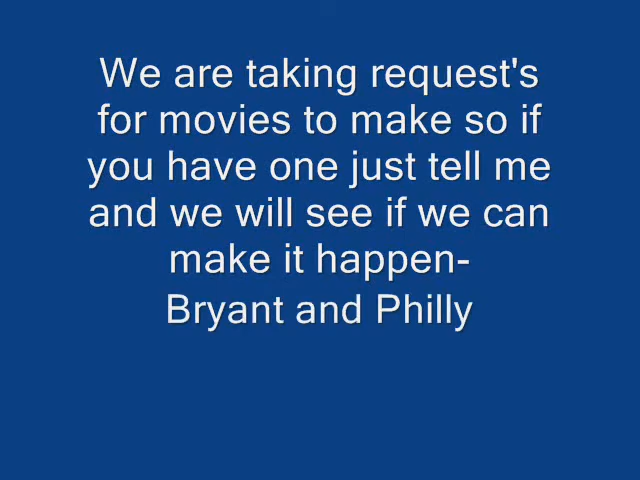 We are taking request's
for movies to make so if
you have one just tell me
and we will see if we can
make it happen-
Bryant and Philly